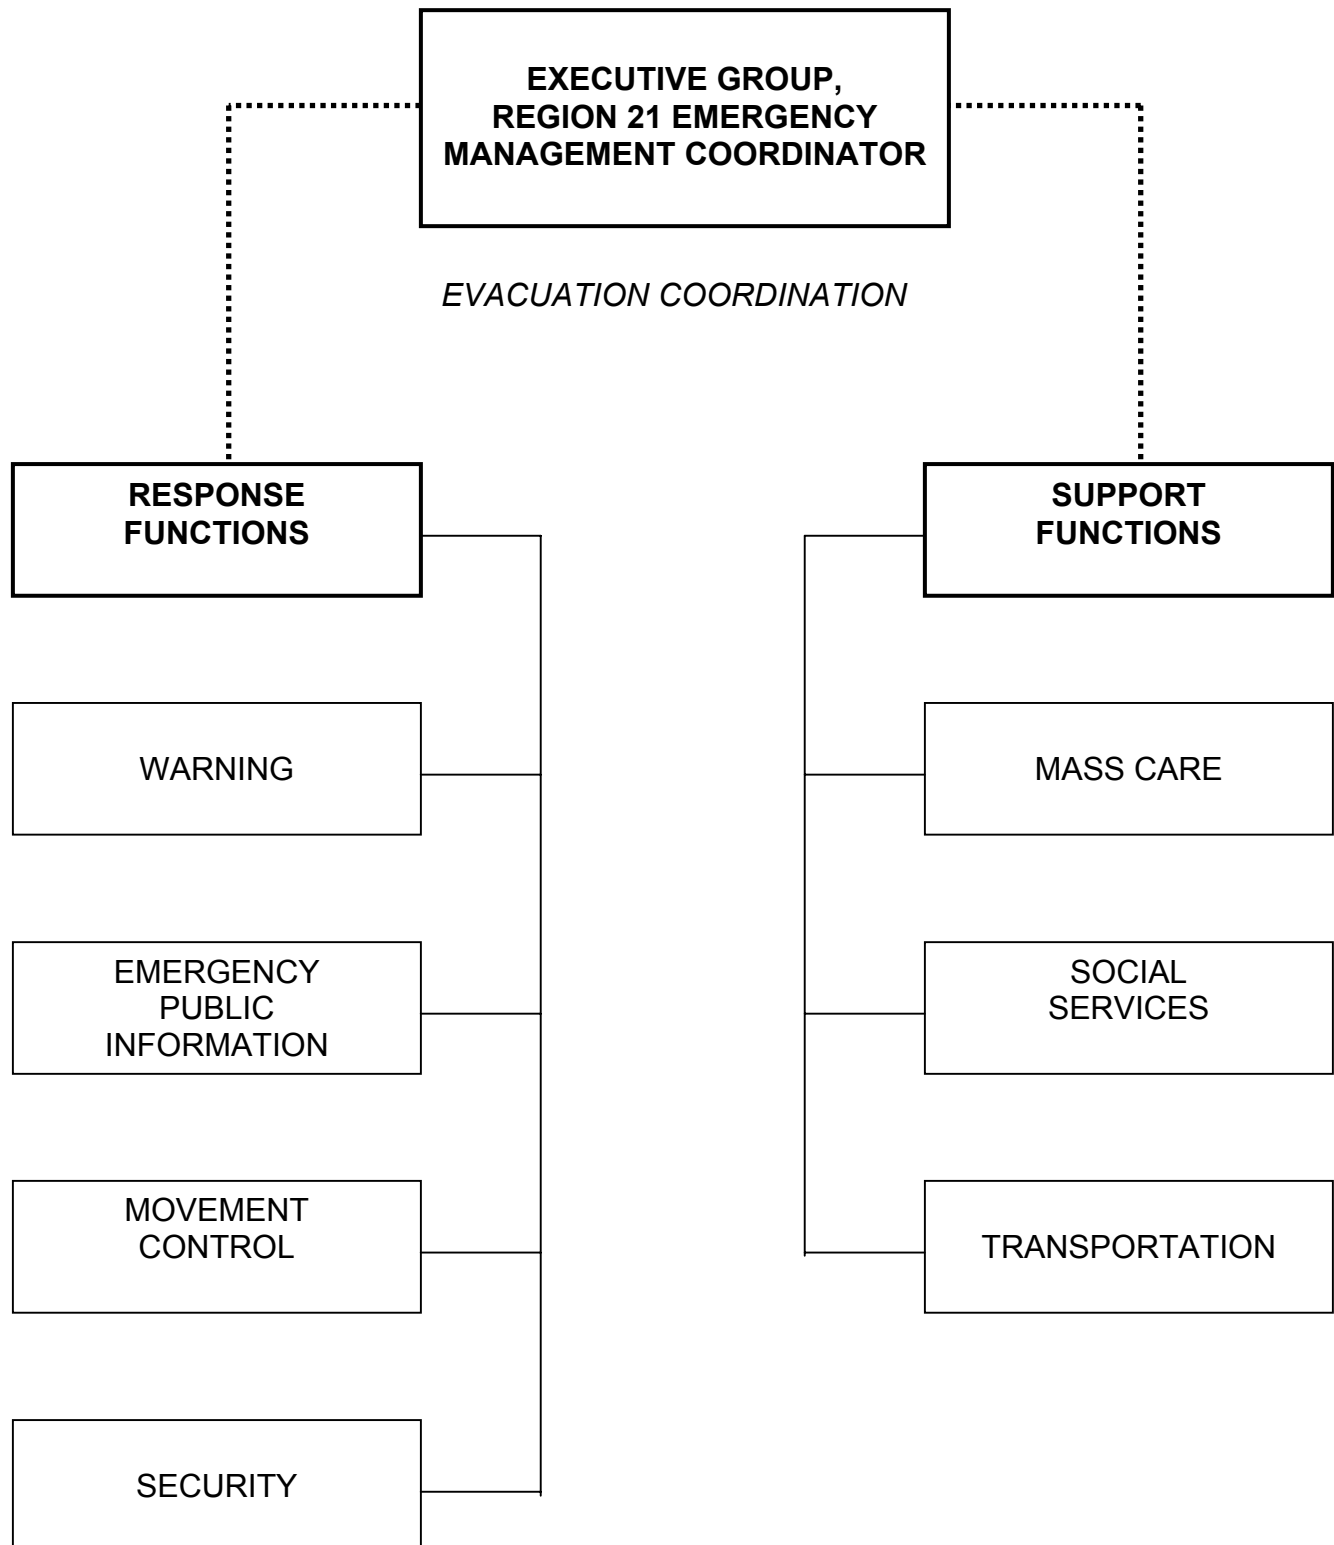 EXECUTIVE GROUP,
REGION 21 EMERGENCY
MANAGEMENT COORDINATOR
EVACUATION COORDINATION
RESPONSE
FUNCTIONS
SUPPORT
FUNCTIONS
WARNING
MASS CARE
EMERGENCY
PUBLIC
INFORMATION
SOCIAL
SERVICES
MOVEMENT
CONTROL
TRANSPORTATION
SECURITY